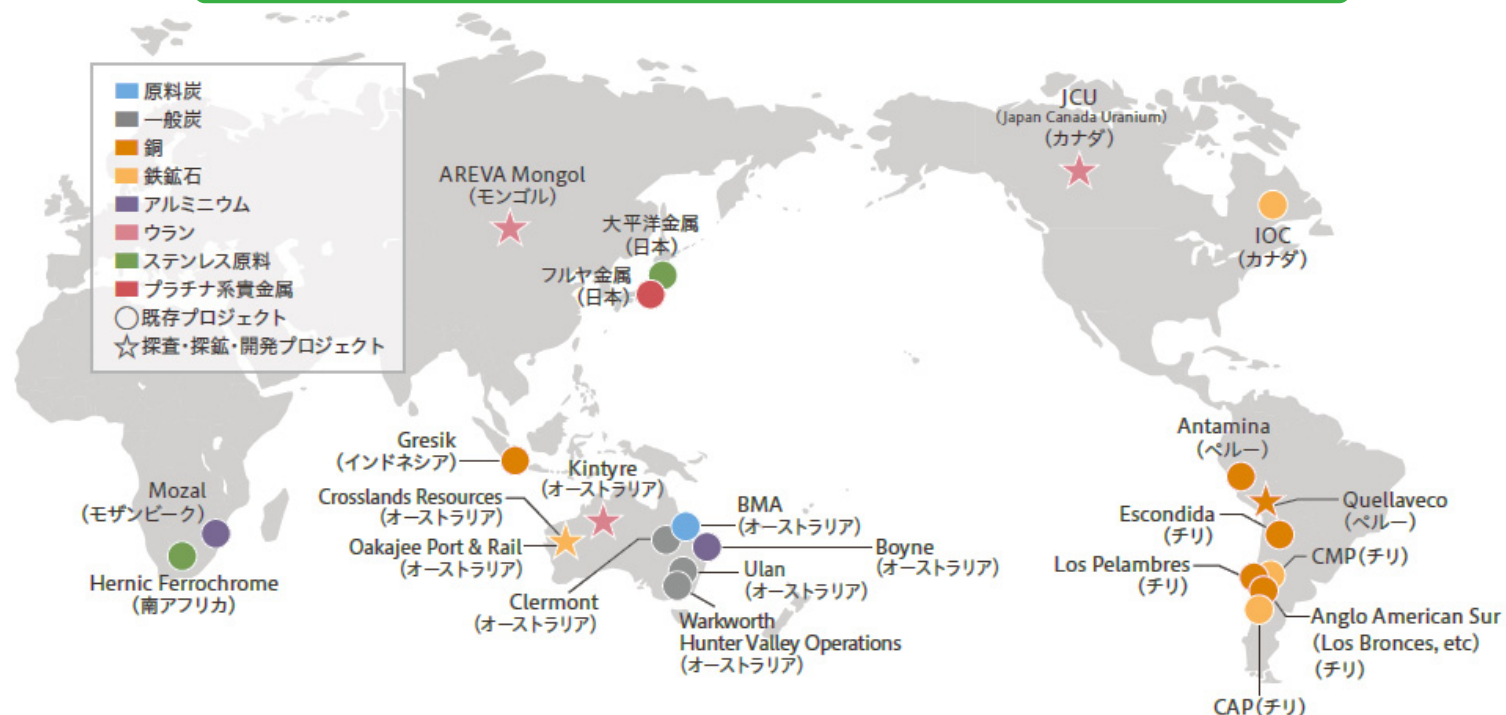 原料炭
一般炭
銅
鉄鉱石
アルミニウム
ウラン
ステンレス原料
プラチナ系貴金属
○既存プロジェクト
☆探査・探鉱・開発プロジェクト
AREVA Mongol
(モンゴル)
大平洋金属
(日本)
フルヤ金属
(日本)
JCU
(Japan Canada Uranium)
(カナダ)
IOC
(カナダ)
Mozal
(モザンビーク)
Hernic Ferrochrome
(南アフリカ)
Gresik
(インドネシア)
Kintyre
(オーストラリア)
Crosslands Resources
(オーストラリア)
Oakajee Port & Rail
(オーストラリア)
BMA
(オーストラリア)
Boyne
(オーストラリア)
Clermont
(オーストラリア)
Ulan
(オーストラリア)
Warkworth
Hunter Valley Operations
(オーストラリア)
Antamina
(ペルー)
Quellaveco
(ペルー)
Escondida
(チリ)
CMP(チリ)
Los Pelambres
(チリ)
Anglo American Sur
(Los Bronces, etc)
(チリ)
CAP(チリ)